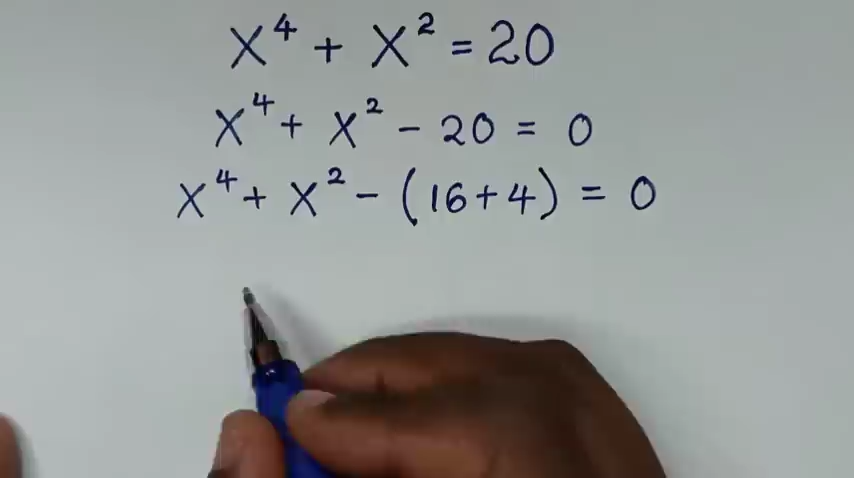 x⁴ + x² = 20
x⁴ + x² - 20 = 0
x⁴ + x² - (16+4) = 0